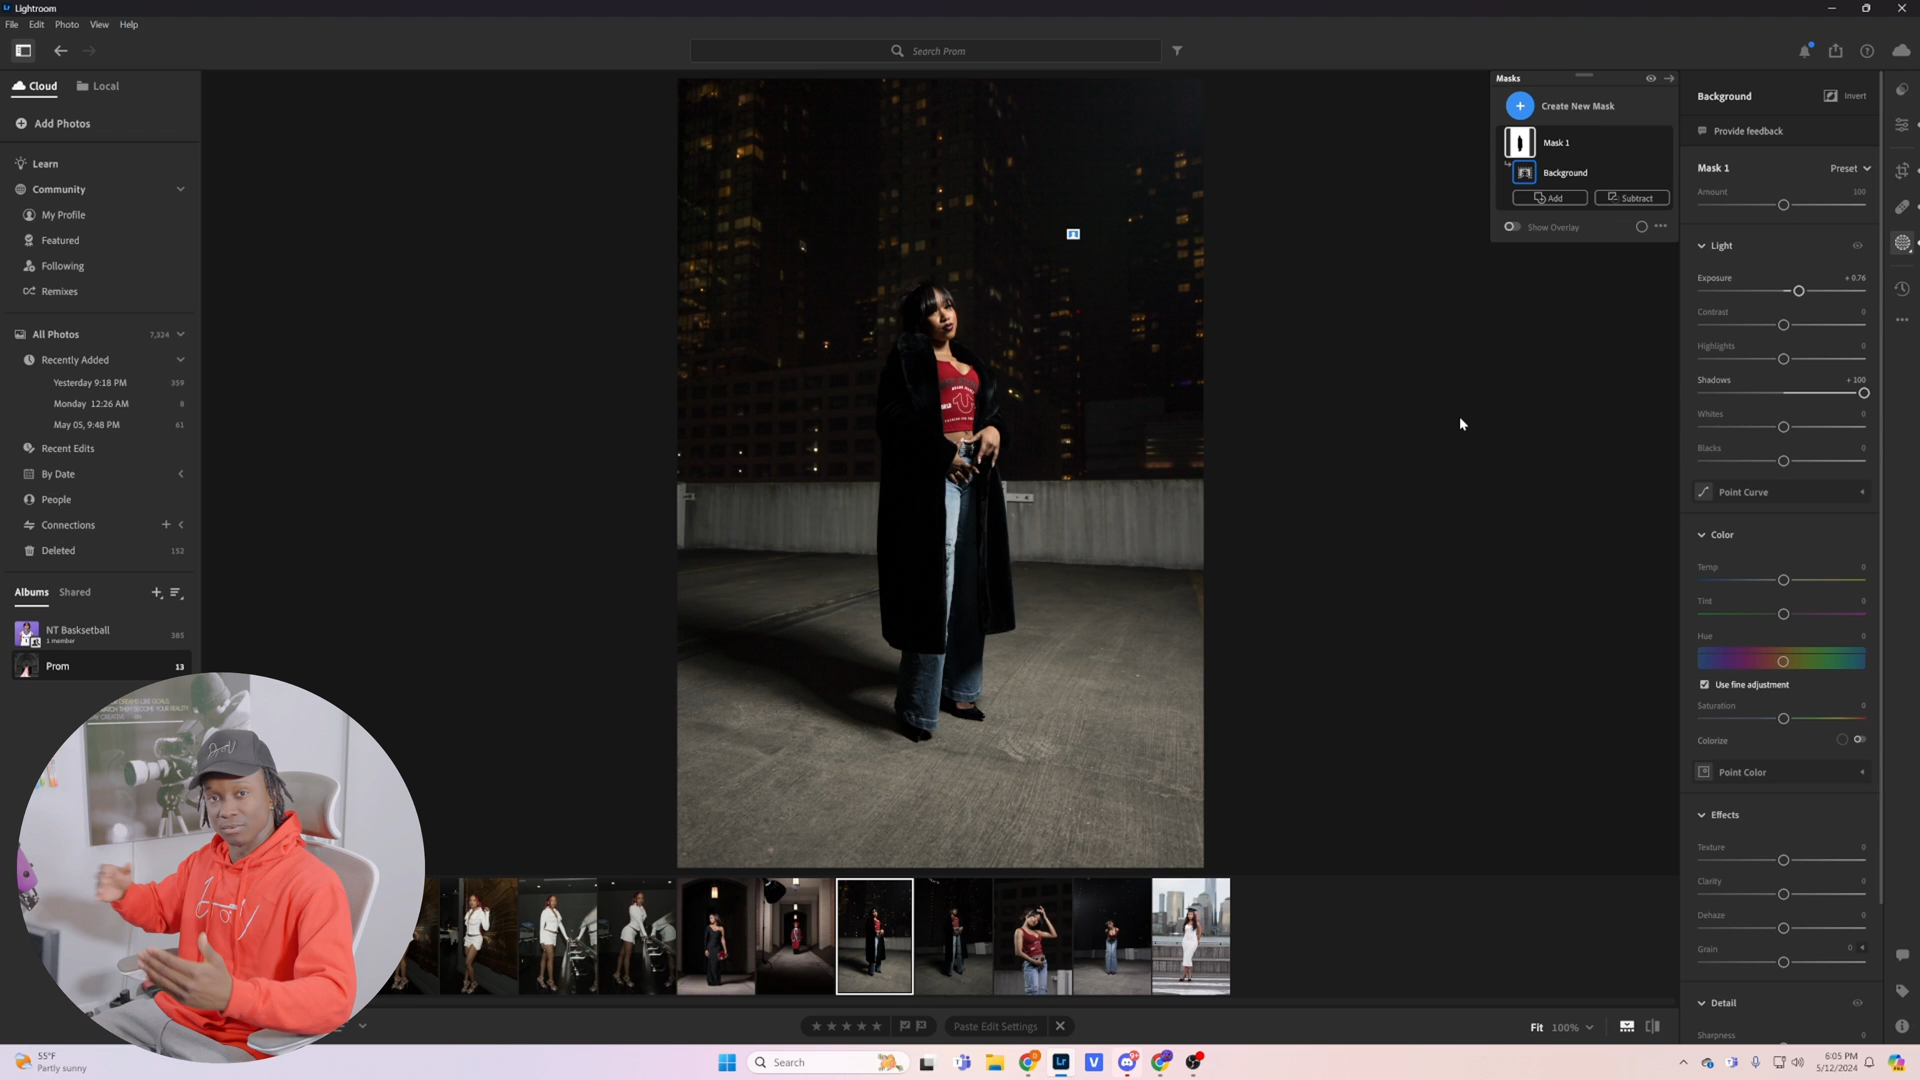 Lightroom
File Edit Photo View Help
Search Prom
Cloud Local
Add Photos
Learn
Community
My Profile
Featured
Following
Remixes
All Photos 7,324
Recently Added
Yesterday 9:18 PM 359
Monday 12:26 AM 8
May 05, 9:48 PM 61
Recent Edits
By Date
People
Connections
Deleted 152
Albums Shared
NT Basksetball 385
1 member
Prom 13
Masks
Create New Mask
Mask 1
Background
Add Subtract
Show Overlay
Background Invert
Provide feedback
Mask 1 Preset
Amount 100
Light
Exposure + 0.76
Contrast 0
Highlights 0
Shadows + 100
Whites 0
Blacks 0
Point Curve
Color
Temp 0
Tint 0
Hue 0
Use fine adjustment
Saturation 0
Colorize
Point Color
Effects
Texture 0
Clarity 0
Dehaze 0
Grain 0
Detail
Sharpness
Paste Edit Settings
Fit 100%
55°F
Partly sunny
Search
Lr
V
6:05 PM
5/12/2024